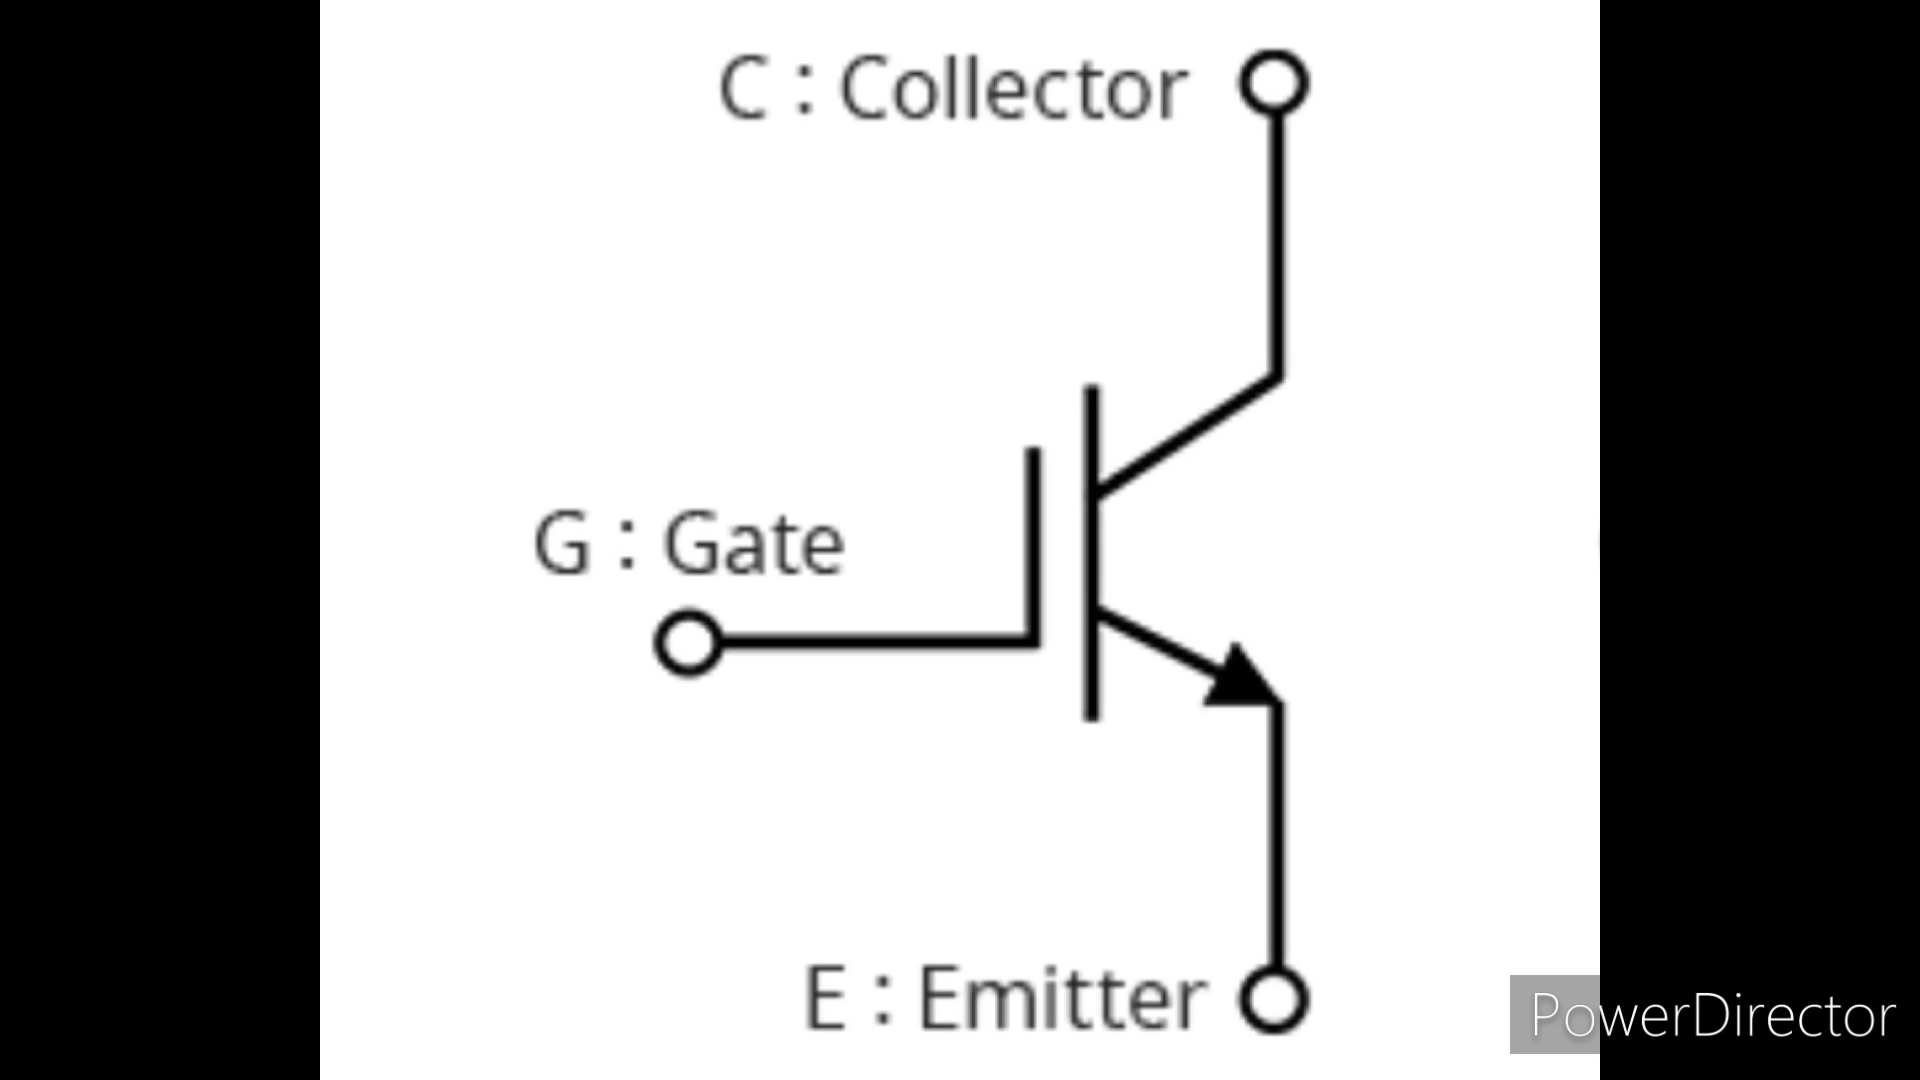 C : Collector
G : Gate
E : Emitter
PowerDirector